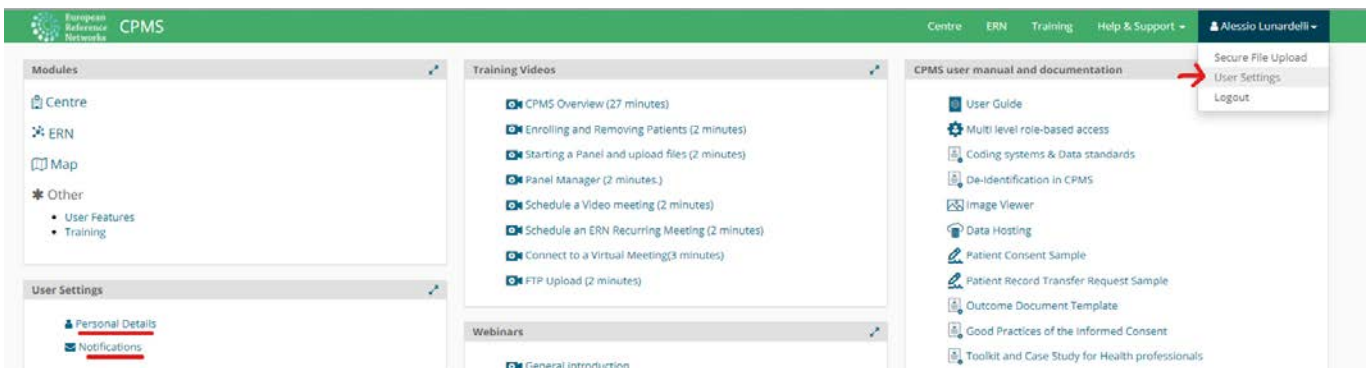 European
Reference
Networks
CPMS
Centre
ERN
Training
Help & Support
Alessio Lunardelli
Secure File Upload
User Settings
Logout
Modules
Centre
ERN
Map
Other
User Features
Training
User Settings
Personal Details
Notifications
Training Videos
CPMS Overview (27 minutes)
Enrolling and Removing Patients (2 minutes)
Starting a Panel and upload files (2 minutes)
Panel Manager (2 minutes.)
Schedule a Video meeting (2 minutes)
Schedule an ERN Recurring Meeting (2 minutes)
Connect to a Virtual Meeting(3 minutes)
FTP Upload (2 minutes)
Webinars
General introduction
CPMS user manual and documentation
User Guide
Multi level role-based access
Coding systems & Data standards
De-Identification in CPMS
Image Viewer
Data Hosting
Patient Consent Sample
Patient Record Transfer Request Sample
Outcome Document Template
Good Practices of the Informed Consent
Toolkit and Case Study for Health professionals